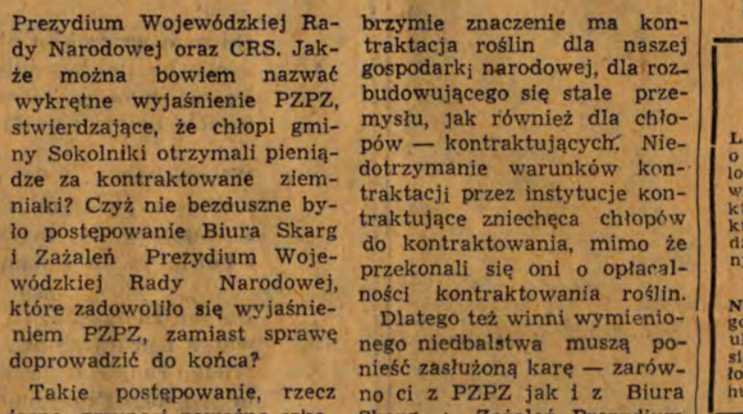 Prezydium Wojewódzkiej Ra-
dy Narodowej oraz CRS. Jak-
że można bowiem nazwać
wykrętne wyjaśnienie PZPZ,
stwierdzające, że chłopi gmi-
ny Sokolniki otrzymali pienią-
dze za kontraktowane ziem-
niaki? Czyż nie bezduszne by-
ło postępowanie Biura Skarg
i Zażaleń Prezydium Woje-
wódzkiej Rady Narodowej,
które zadowoliło się wyjaśnie-
niem PZPZ, zamiast sprawę
doprowadzić do końca?
Takie postępowanie, rzecz
brzymie znaczenie ma kon-
traktacja roślin dla naszej
gospodarki narodowej, dla roz-
budowującego się stale prze-
mysłu, jak również dla chło-
pów — kontraktujących. Nie-
dotrzymanie warunków kon-
traktacji przez instytucje kon-
traktujące zniechęca chłopów
do kontraktowania, mimo że
przekonali się oni o opłacal-
ności kontraktowania roślin.
Dlatego też winni wymienio-
nego niedbalstwa muszą po-
nieść zasłużoną karę — zarów-
no ci z PZPZ jak i z Biura